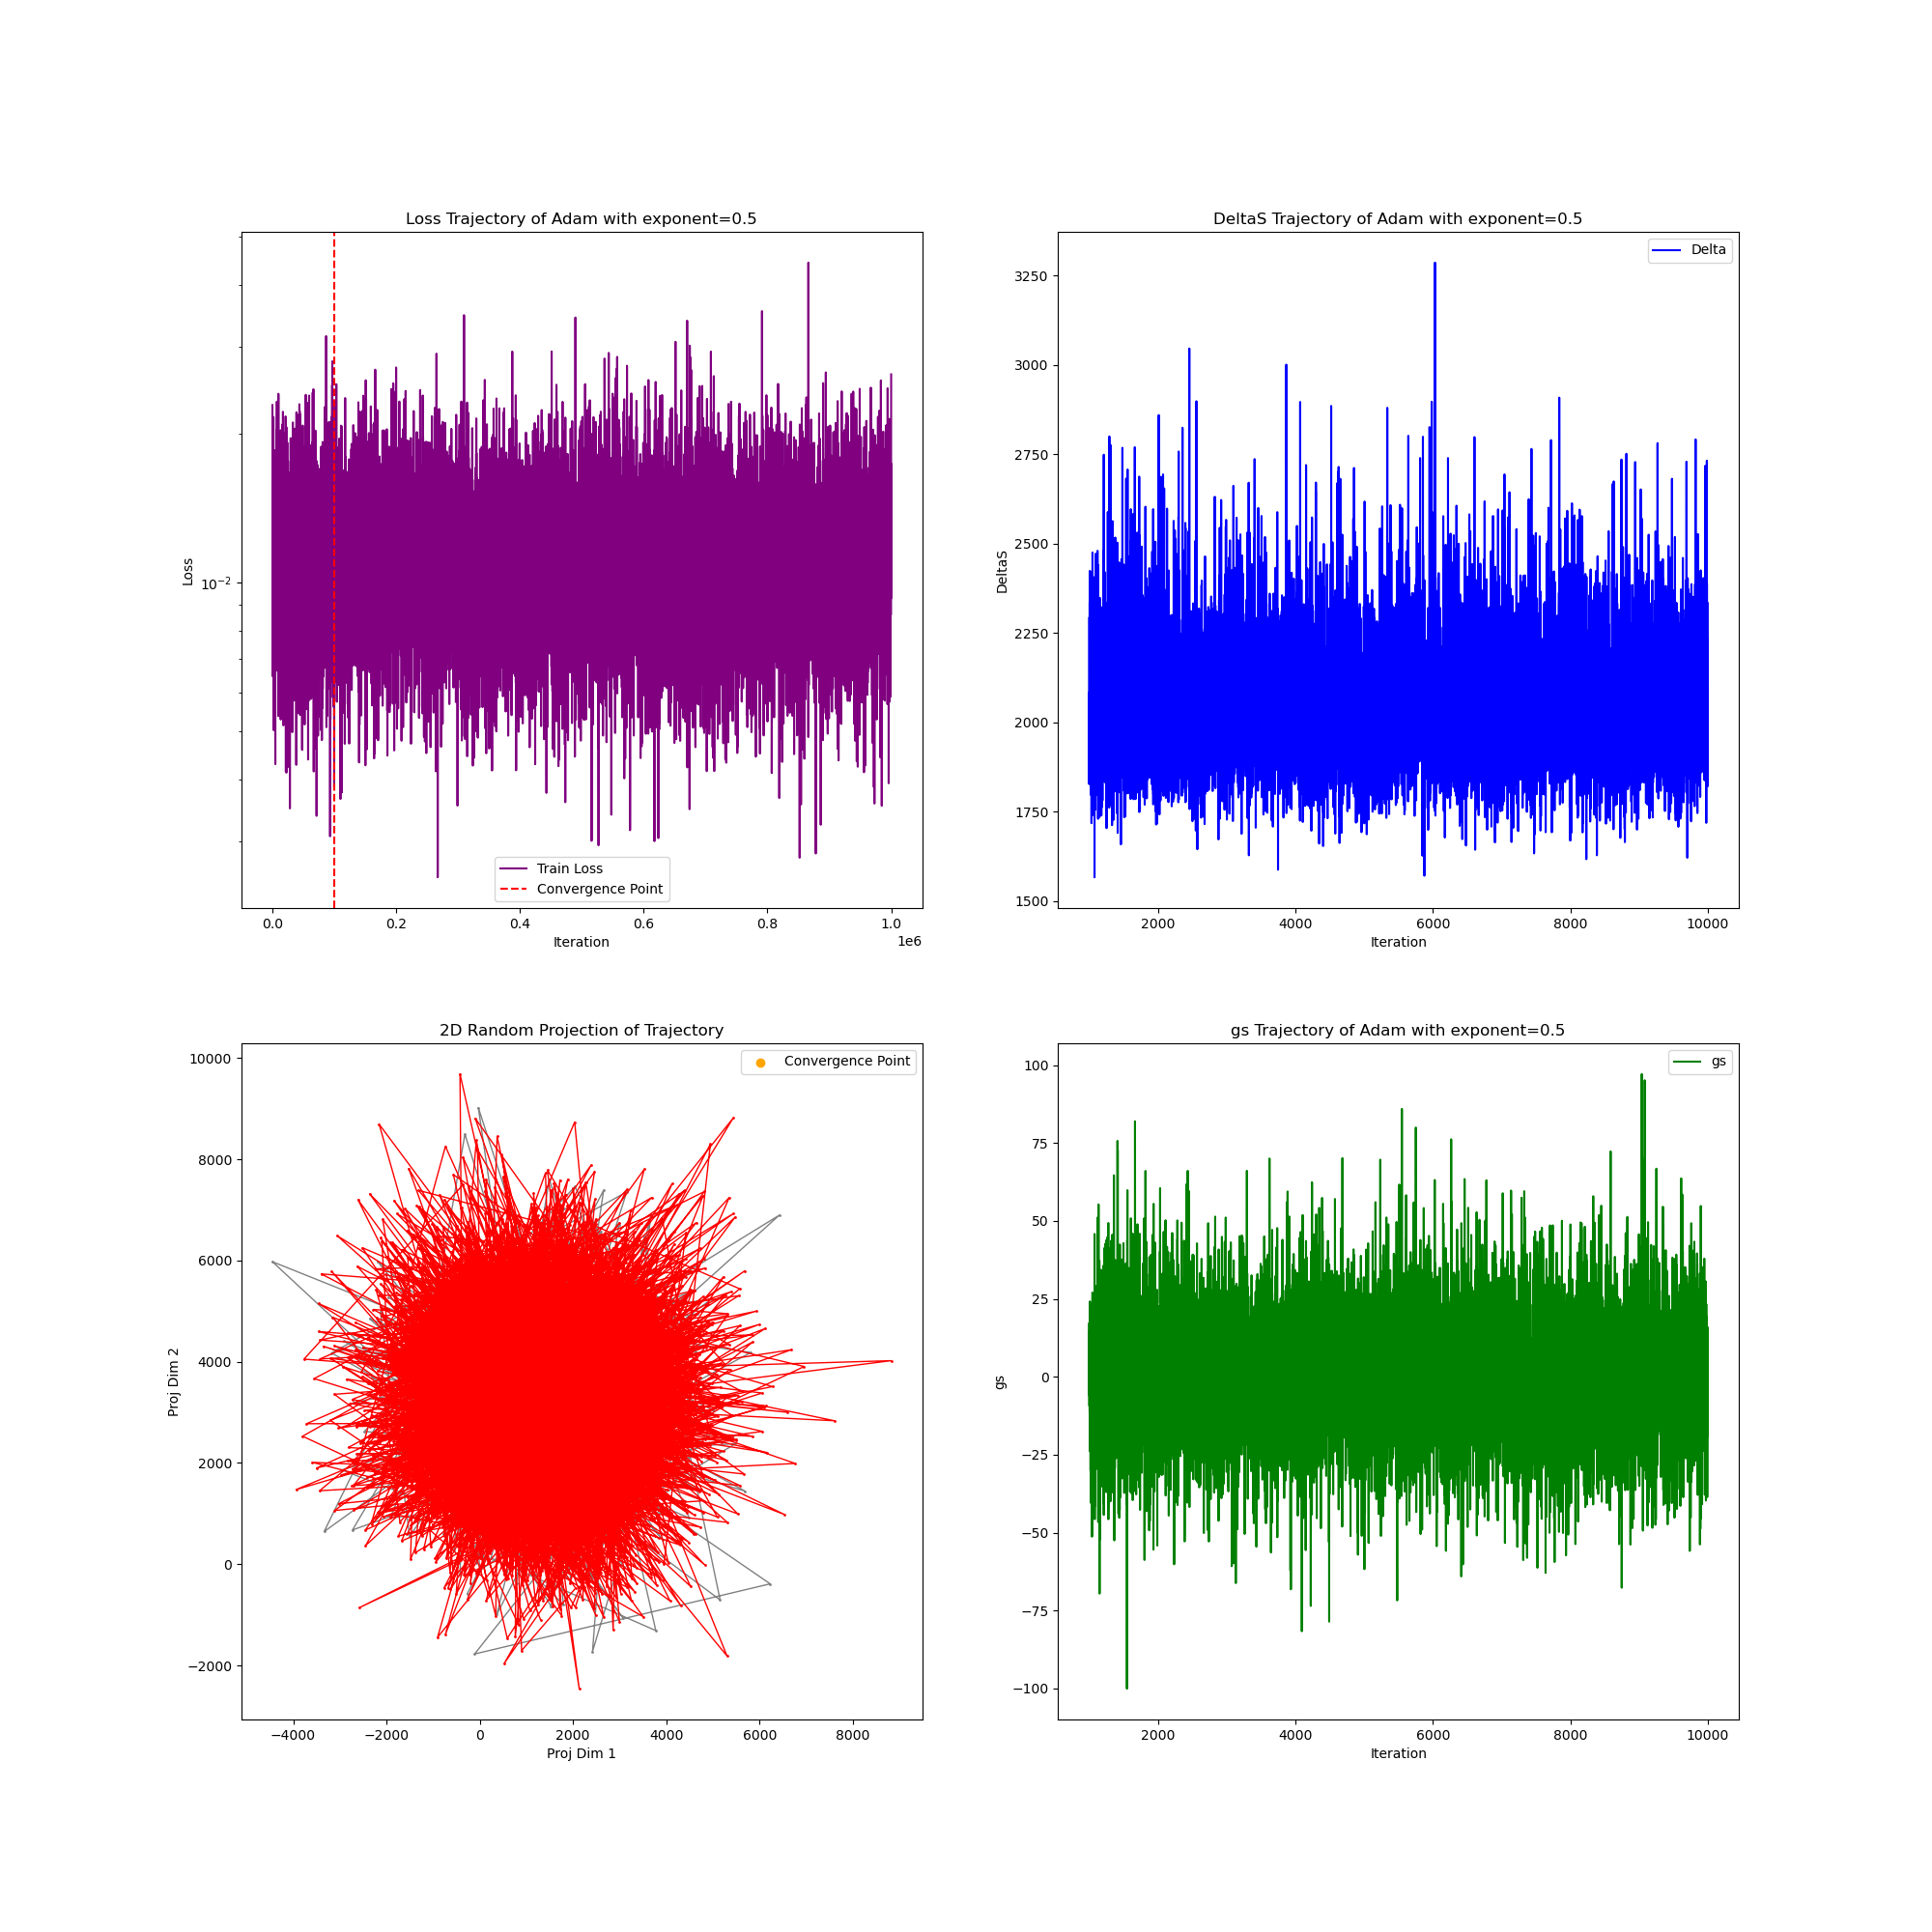 Loss Trajectory of Adam with exponent=0.5
Loss
10⁻²
Train Loss
Convergence Point
0.0 0.2 0.4 0.6 0.8 1.0
1e6
Iteration
DeltaS Trajectory of Adam with exponent=0.5
Delta
DeltaS
3250
3000
2750
2500
2250
2000
1750
1500
2000 4000 6000 8000 10000
Iteration
2D Random Projection of Trajectory
Convergence Point
Proj Dim 2
10000
8000
6000
4000
2000
0
−2000
−4000 −2000 0 2000 4000 6000 8000
Proj Dim 1
gs Trajectory of Adam with exponent=0.5
gs
gs
100
75
50
25
0
−25
−50
−75
−100
2000 4000 6000 8000 10000
Iteration